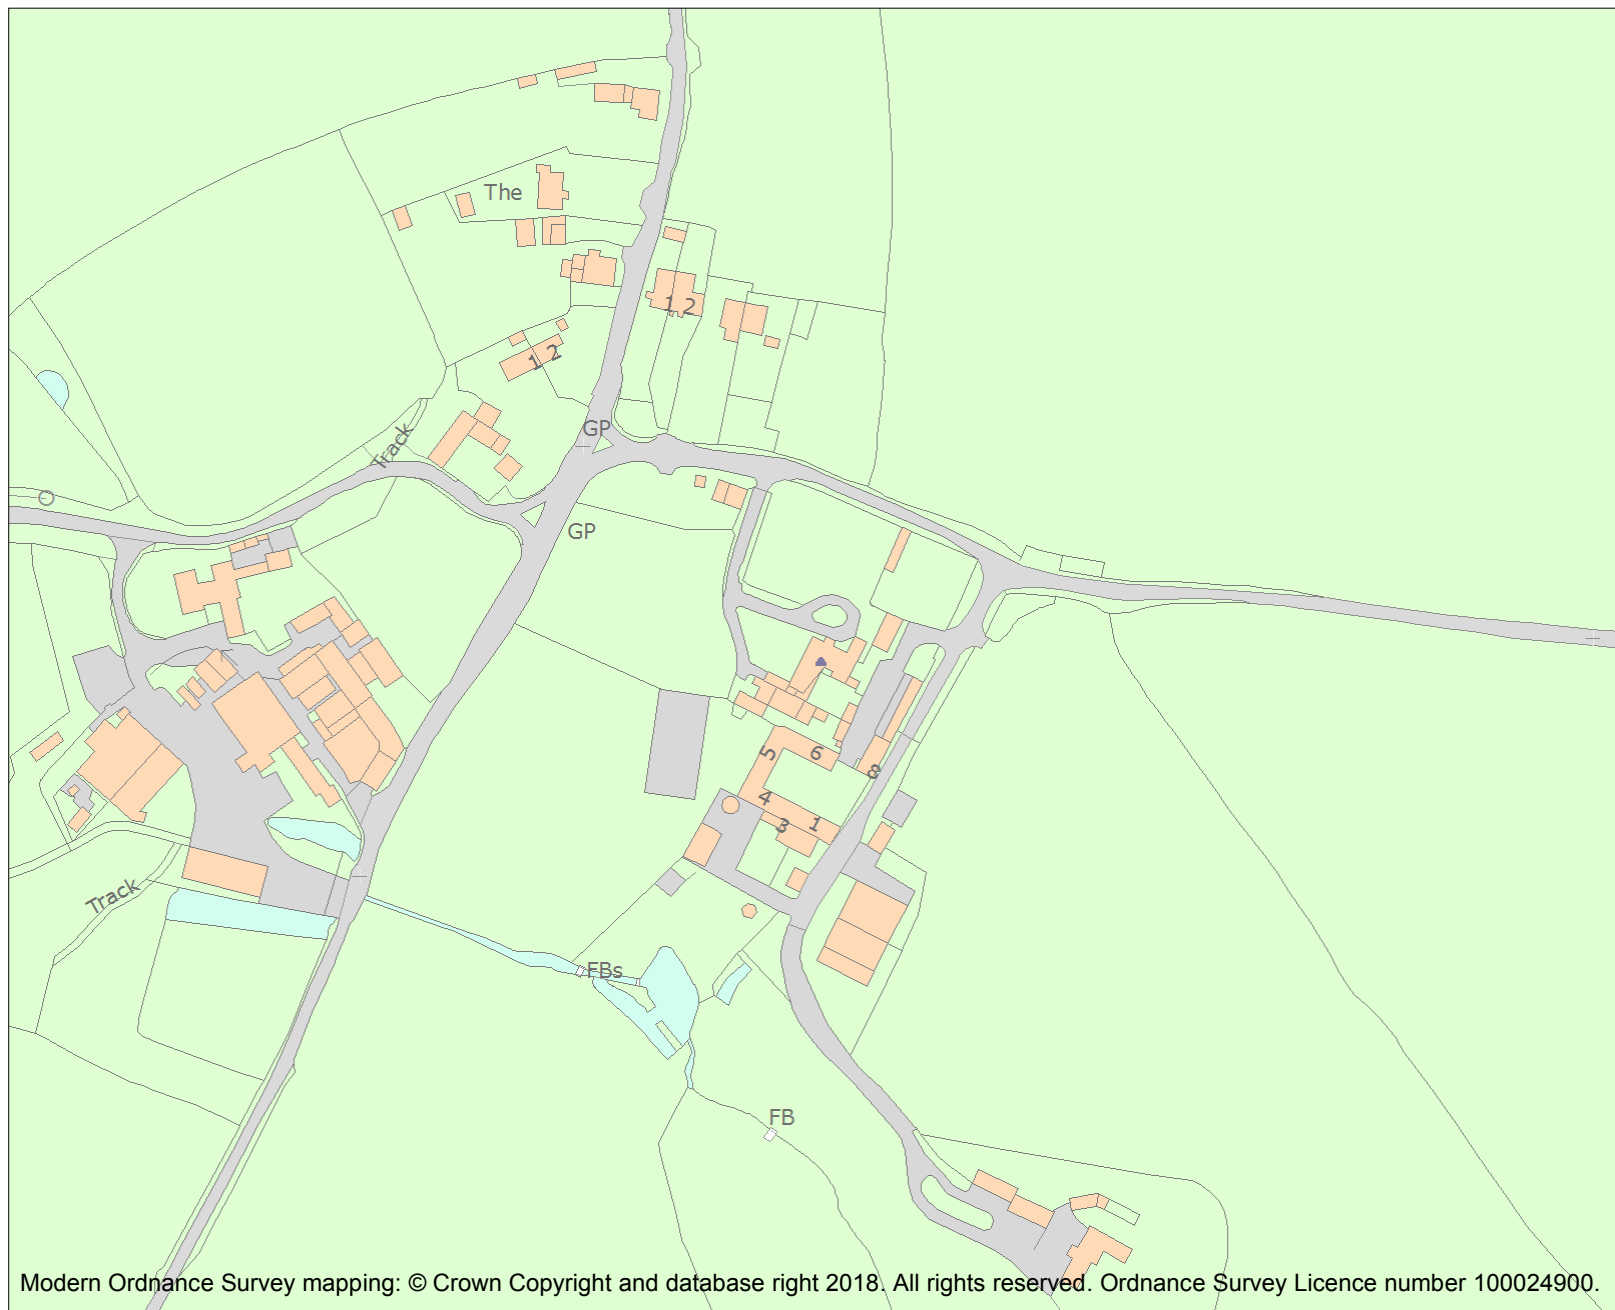 The
1 2
1 2
GP
Track
O
GP
5
6
8
4
3
1
Track
FBs
FB
Modern Ordnance Survey mapping: © Crown Copyright and database right 2018. All rights reserved. Ordnance Survey Licence number 100024900.